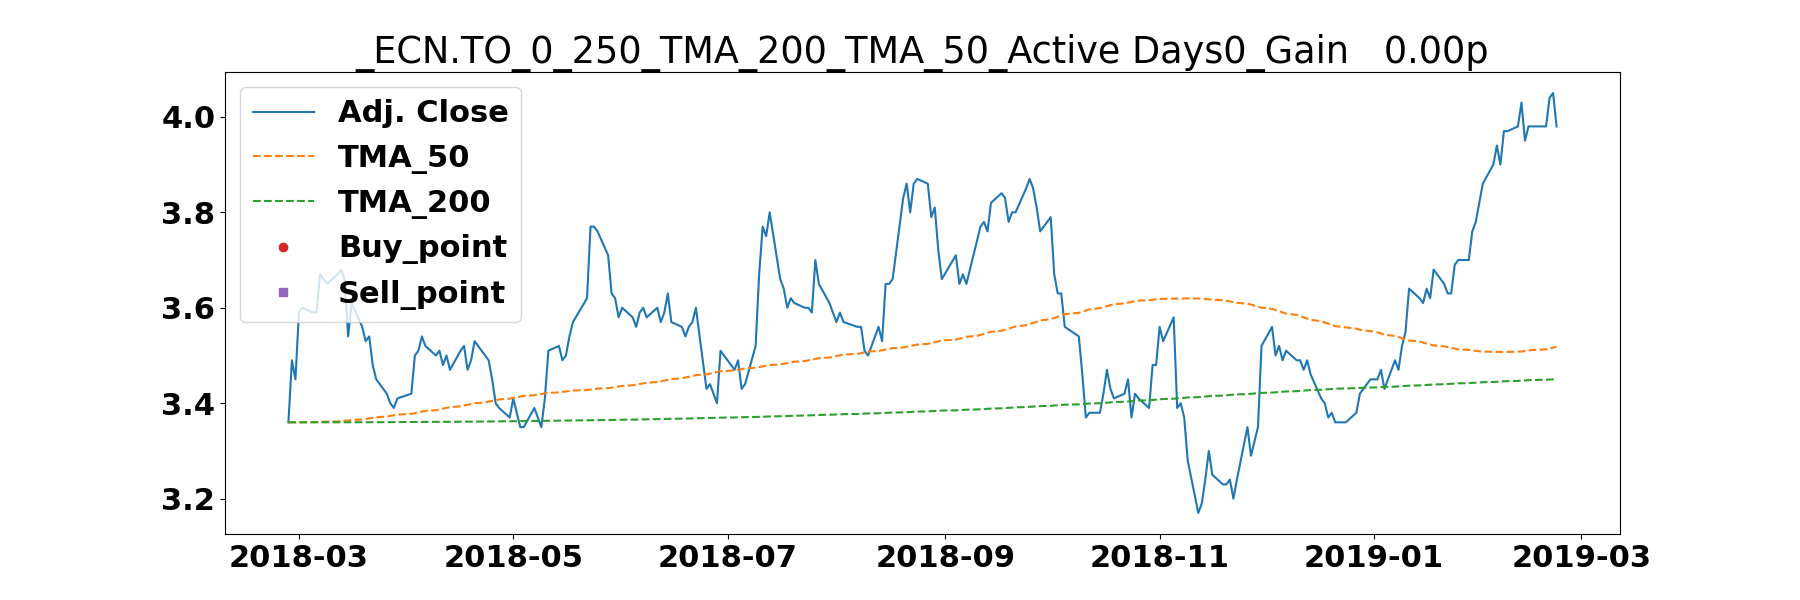 _ECN.TO_0_250_TMA_200_TMA_50_Active Days0_Gain   0.00p
Adj. Close
TMA_50
TMA_200
Buy_point
Sell_point
4.0
3.8
3.6
3.4
3.2
2018-03 2018-05 2018-07 2018-09 2018-11 2019-01 2019-03